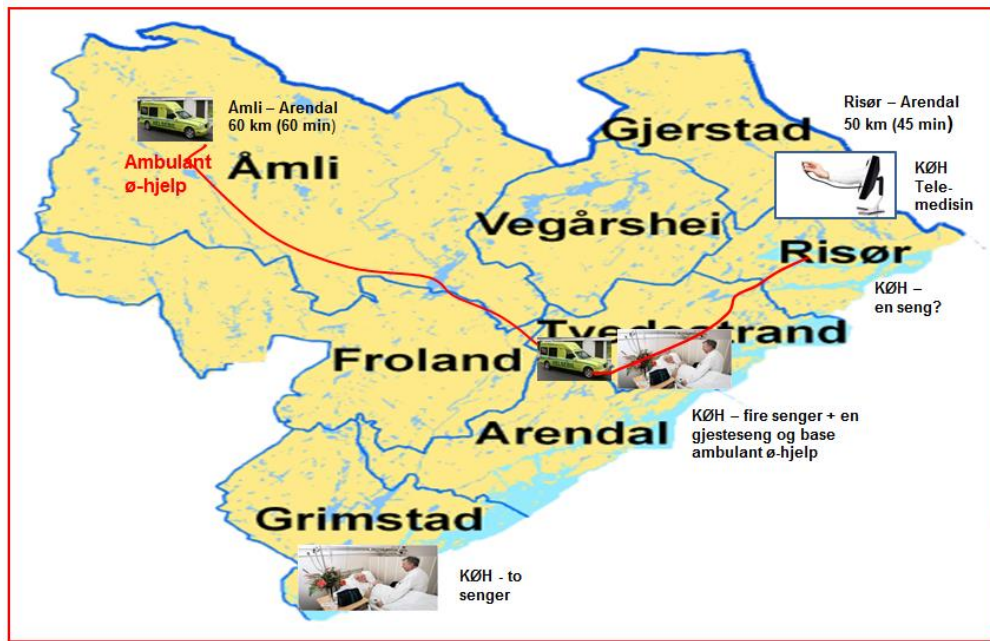 Åmli – Arendal
60 km (60 min)
Ambulant
ø-hjelp
Åmli
Gjerstad
Risør – Arendal
50 km (45 min)
KØH
Tele-
medisin
Vegårshei
Risør
KØH –
en seng?
Froland
Arendal
KØH – fire senger + en
gjesteseng og base
ambulant ø-hjelp
Grimstad
KØH - to
senger